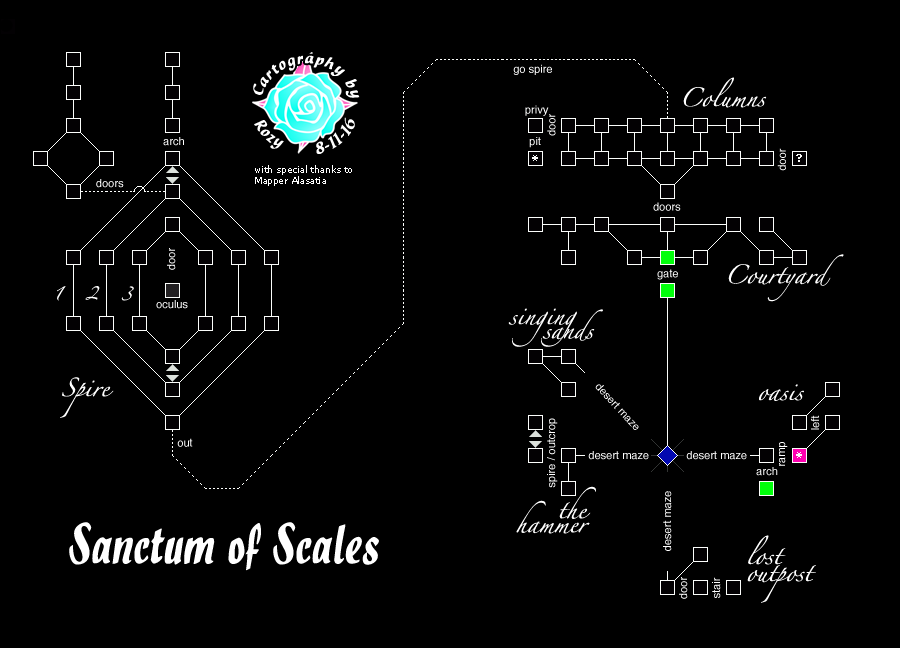 Cartography by
Rozy 8-11-16
with special thanks to
Mapper Alasatia
go spire
Columns
privy
door
pit
*
door
?
doors
arch
doors
gate
Courtyard
door
oculus
1 2 3
singing
sands
Spire
out
desert maze
oasis
left
spire / outcrop
desert maze
desert maze
ramp
*
arch
the
hammer
desert maze
Sanctum of Scales
lost
outpost
door
stair